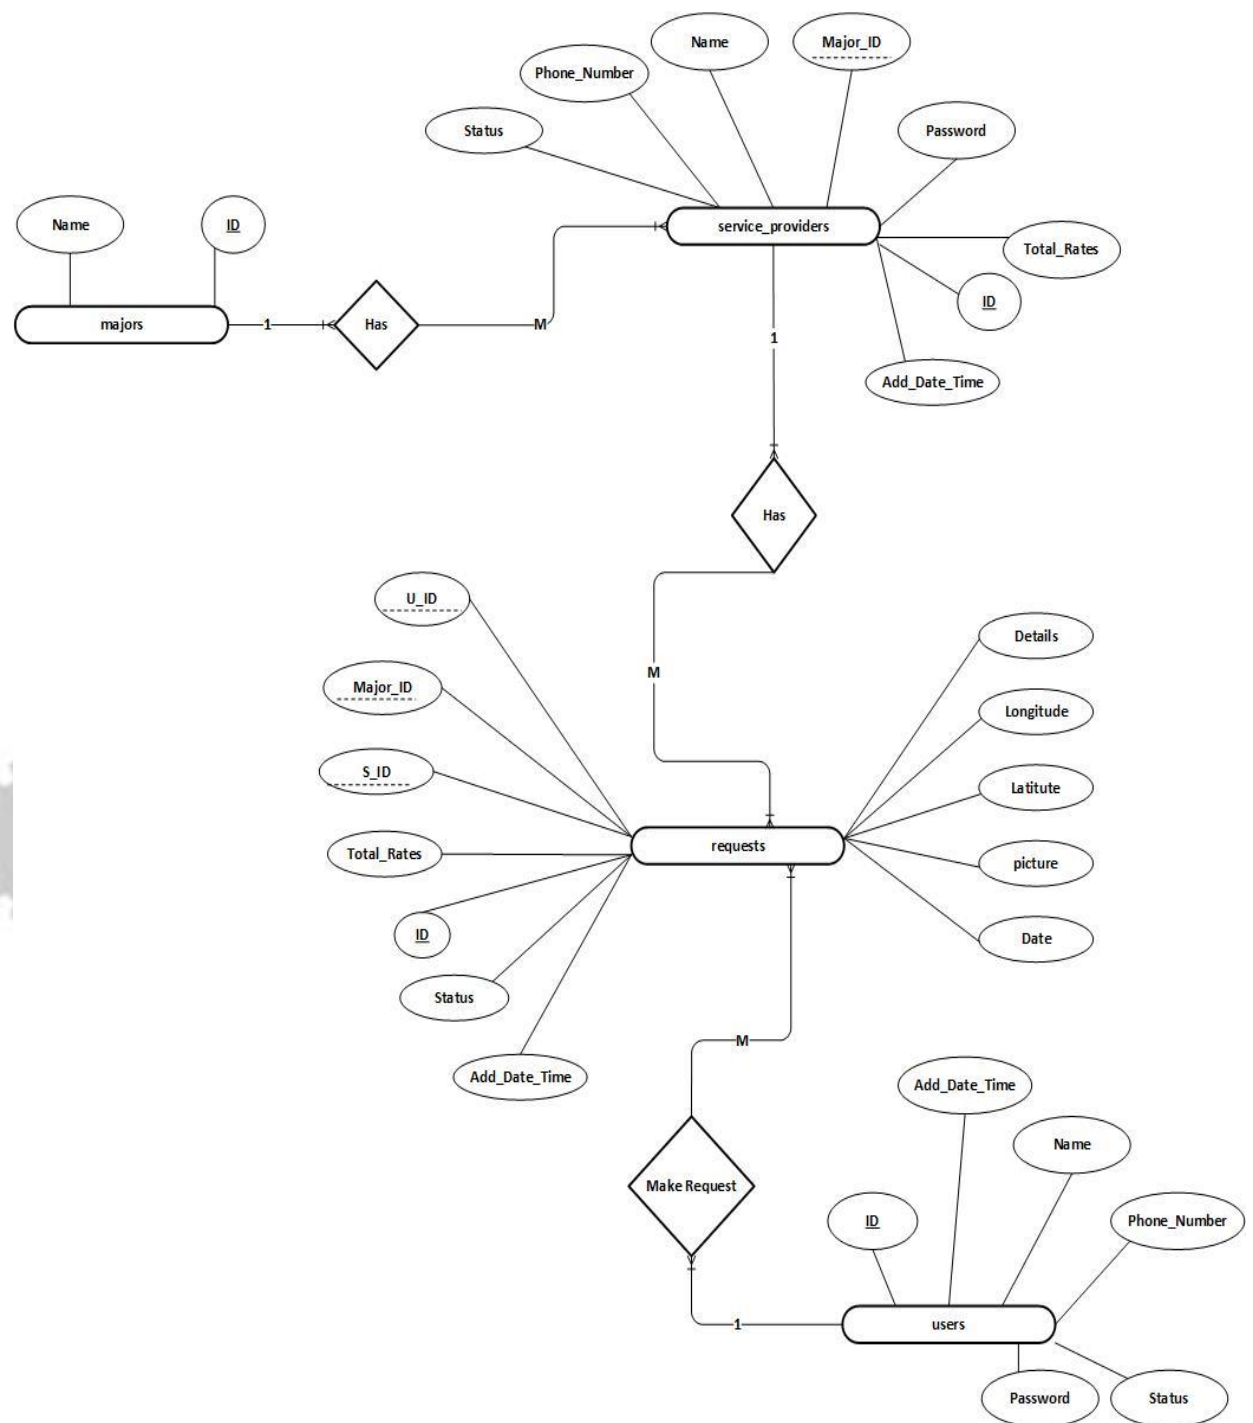 Name
Major_ID
Phone_Number
Status
Password
Name
ID
service_providers
Total_Rates
ID
majors
1
Has
M
1
Add_Date_Time
Has
U_ID
Details
M
Major_ID
Longitude
S_ID
Latitute
Total_Rates
requests
picture
ID
Date
Status
M
Add_Date_Time
Add_Date_Time
Name
Make Request
ID
Phone_Number
1
users
Password
Status